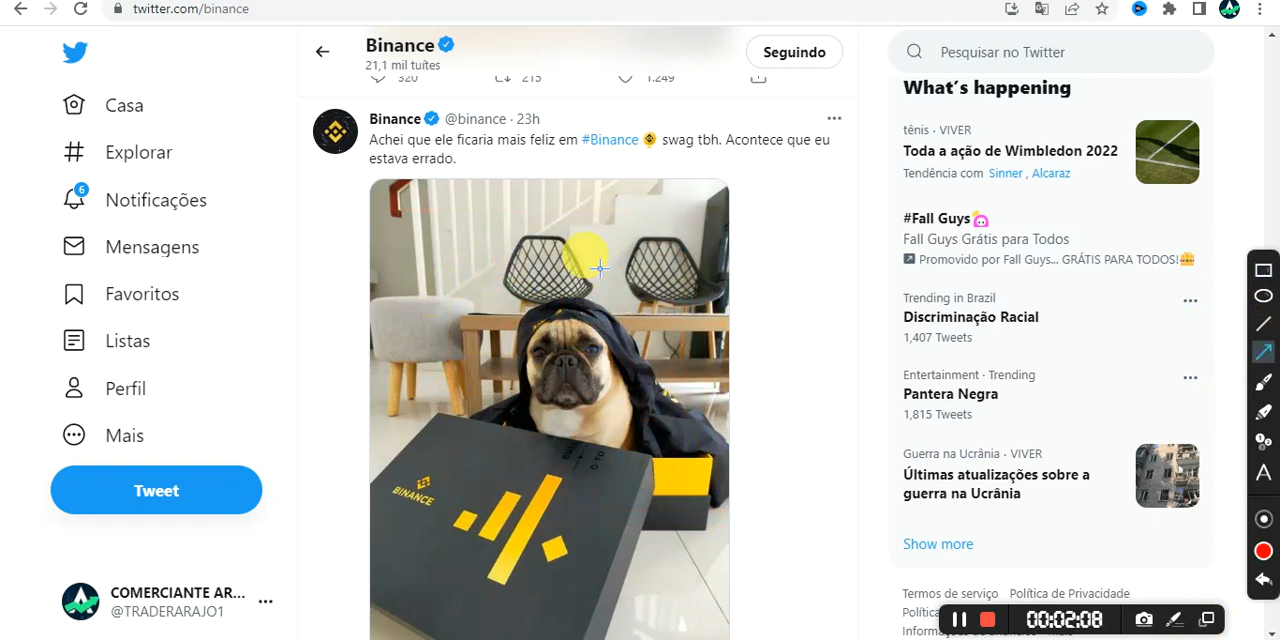 twitter.com/binance
Binance
21,1 mil tuítes
Seguindo
Pesquisar no Twitter
Casa
Explorar
6
Notificações
Mensagens
Favoritos
Listas
Perfil
Mais
Tweet
COMERCIANTE AR...
@TRADERARAJO1
320 215 1.249
Binance @binance · 23h
Achei que ele ficaria mais feliz em #Binance swag tbh. Acontece que eu
estava errado.
BINANCE
What's happening
tênis · VIVER
Toda a ação de Wimbledon 2022
Tendência com Sinner , Alcaraz
#Fall Guys
Fall Guys Grátis para Todos
Promovido por Fall Guys... GRÁTIS PARA TODOS!
Trending in Brazil
Discriminação Racial
1,407 Tweets
Entertainment · Trending
Pantera Negra
1,815 Tweets
Guerra na Ucrânia · VIVER
Últimas atualizações sobre a
guerra na Ucrânia
Show more
Termos de serviço Política de Privacidade
00:02:08